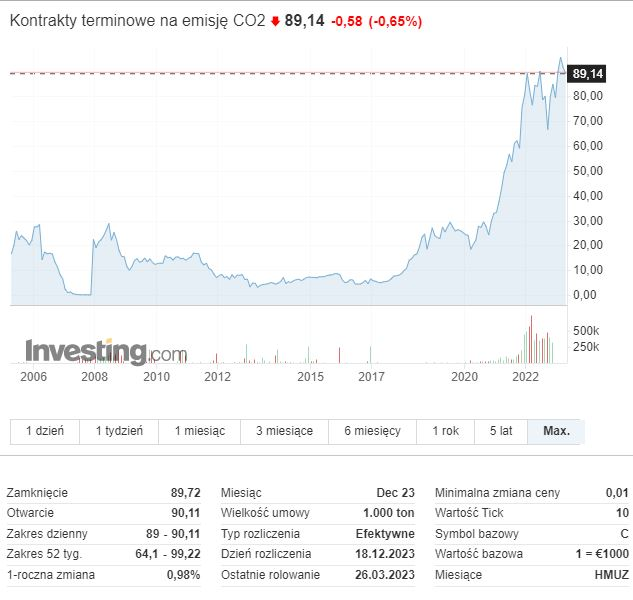 Kontrakty terminowe na emisję CO2 89,14 -0,58 (-0,65%)
89,14
80,00
70,00
60,00
50,00
40,00
30,00
20,00
10,00
0,00
500k
250k
Investing.com
2006 2008 2010 2012 2015 2017 2020 2022
1 dzień 1 tydzień 1 miesiąc 3 miesiące 6 miesięcy 1 rok 5 lat Max.
Zamknięcie 89,72 Miesiąc Dec 23 Minimalna zmiana ceny 0,01
Otwarcie 90,11 Wielkość umowy 1.000 ton Wartość Tick 10
Zakres dzienny 89 - 90,11 Typ rozliczenia Efektywne Symbol bazowy C
Zakres 52 tyg. 64,1 - 99,22 Dzień rozliczenia 18.12.2023 Wartość bazowa 1 = €1000
1-roczna zmiana 0,98% Ostatnie rolowanie 26.03.2023 Miesiące HMUZ